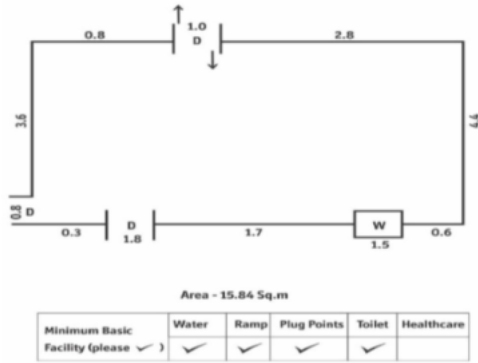 1.0
0.8 D 2.8
3.6 4.4
0.8 D
D W
0.3 1.8 1.7 1.5 0.6
Area - 15.84 Sq.m
Minimum Basic Water Ramp Plug Points Toilet Healthcare
Facility (please ✓ ) ✓ ✓ ✓ ✓